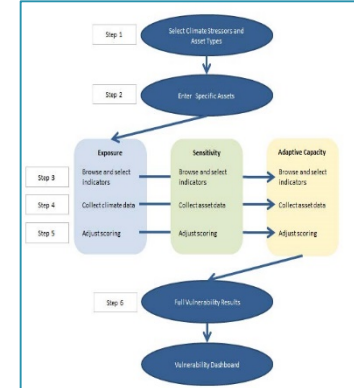 Step 1
Select Climate Stressors and
Asset Types
Step 2
Enter Specific Assets
Exposure
Sensitivity
Adaptive Capacity
Step 3
Browse and select
indicators
Browse and select
indicators
Browse and select
indicators
Step 4
Collect climate data
Collect asset data
Collect asset data
Step 5
Adjust scoring
Adjust scoring
Adjust scoring
Step 6
Full Vulnerability Results
Vulnerability Dashboard